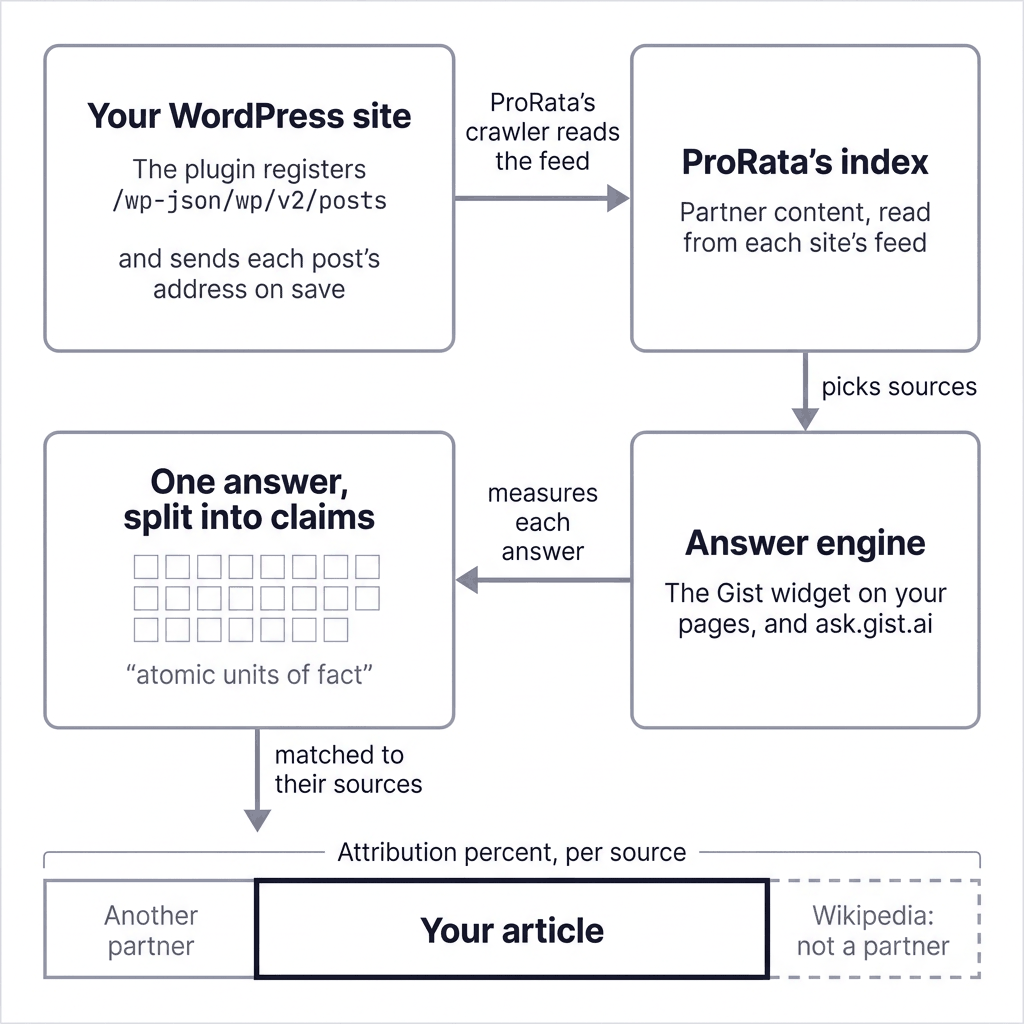 Your WordPress site
The plugin registers
/wp-json/wp/v2/posts
and sends each post’s
address on save
ProRata’s
crawler reads
the feed
ProRata’s index
Partner content, read
from each site’s feed
picks sources
Answer engine
The Gist widget on your
pages, and ask.gist.ai
measures
each
answer
One answer,
split into claims
“atomic units of fact”
matched to
their sources
Attribution percent, per source
Another
partner
Your article
Wikipedia:
not a partner